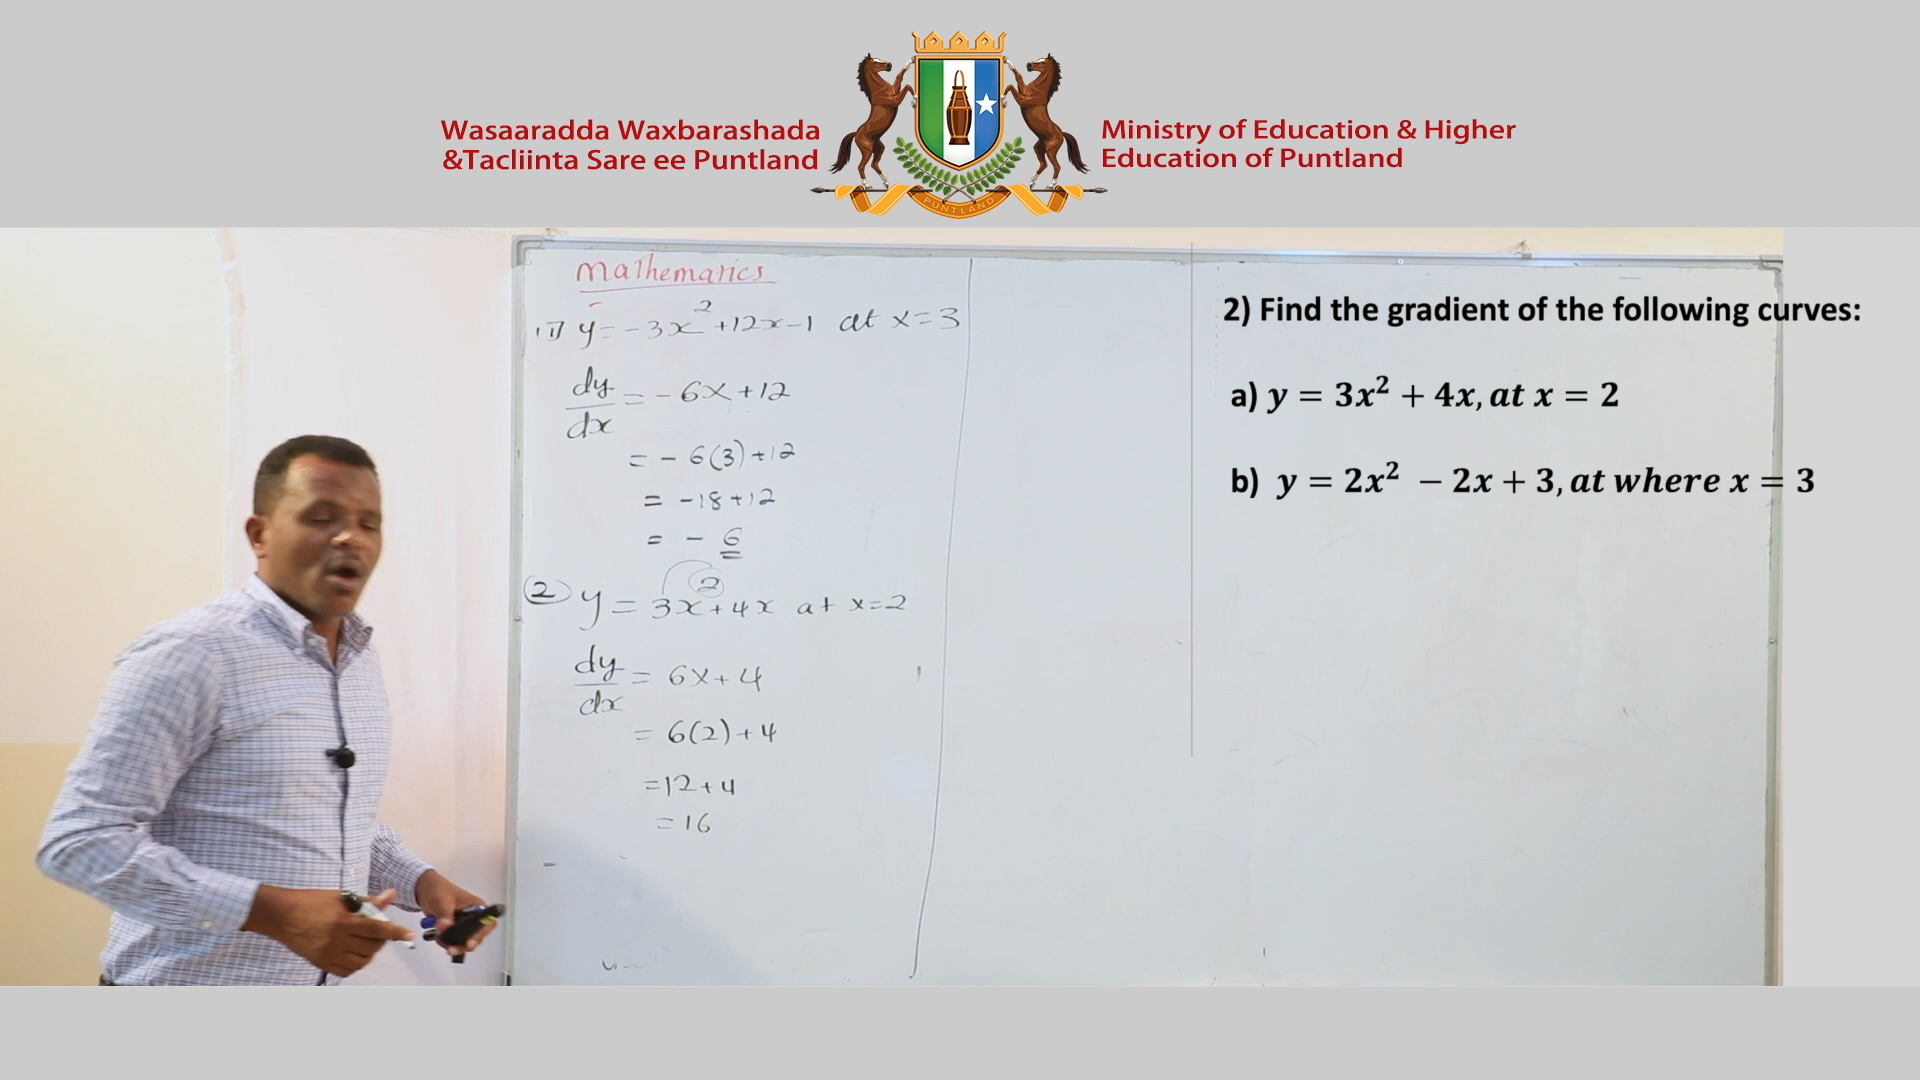 Wasaaradda Waxbarashada
&Tacliinta Sare ee Puntland
Ministry of Education & Higher
Education of Puntland
PUNTLAND
Mathematics
y = -3x² + 12x - 1 at x = 3
dy/dx = -6x + 12
= -6(3) + 12
= -18 + 12
= -6
② y = 3x² + 4x at x = 2
dy/dx = 6x + 4
= 6(2) + 4
= 12 + 4
= 16
2) Find the gradient of the following curves:
a) y = 3x² + 4x, at x = 2
b) y = 2x² - 2x + 3, at where x = 3